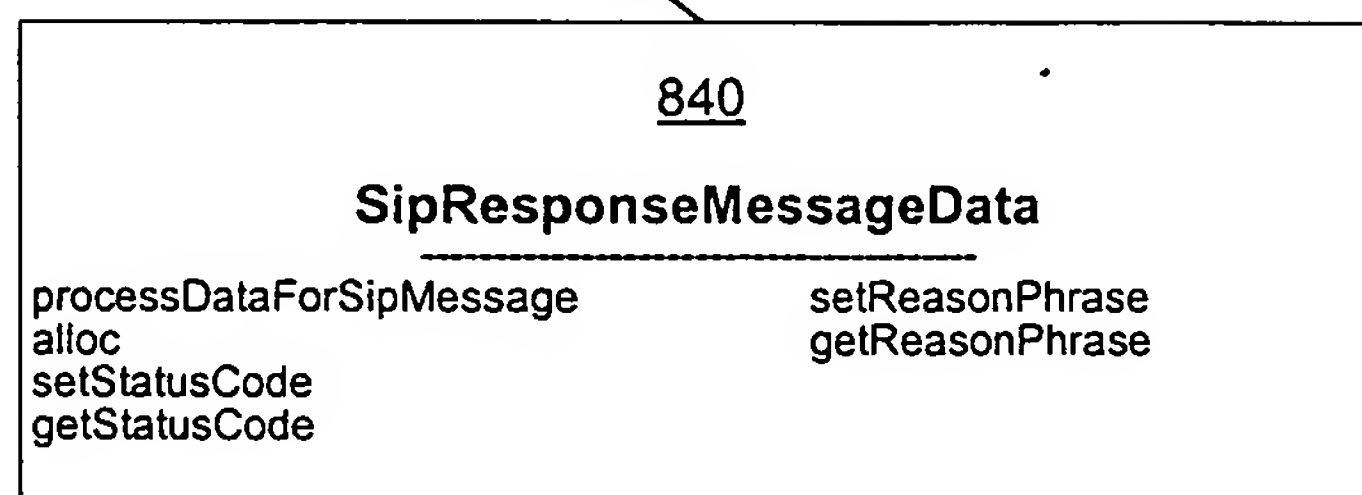 840
SipResponseMessageData
processDataForSipMessage
alloc
setStatusCode
getStatusCode
setReasonPhrase
getReasonPhrase